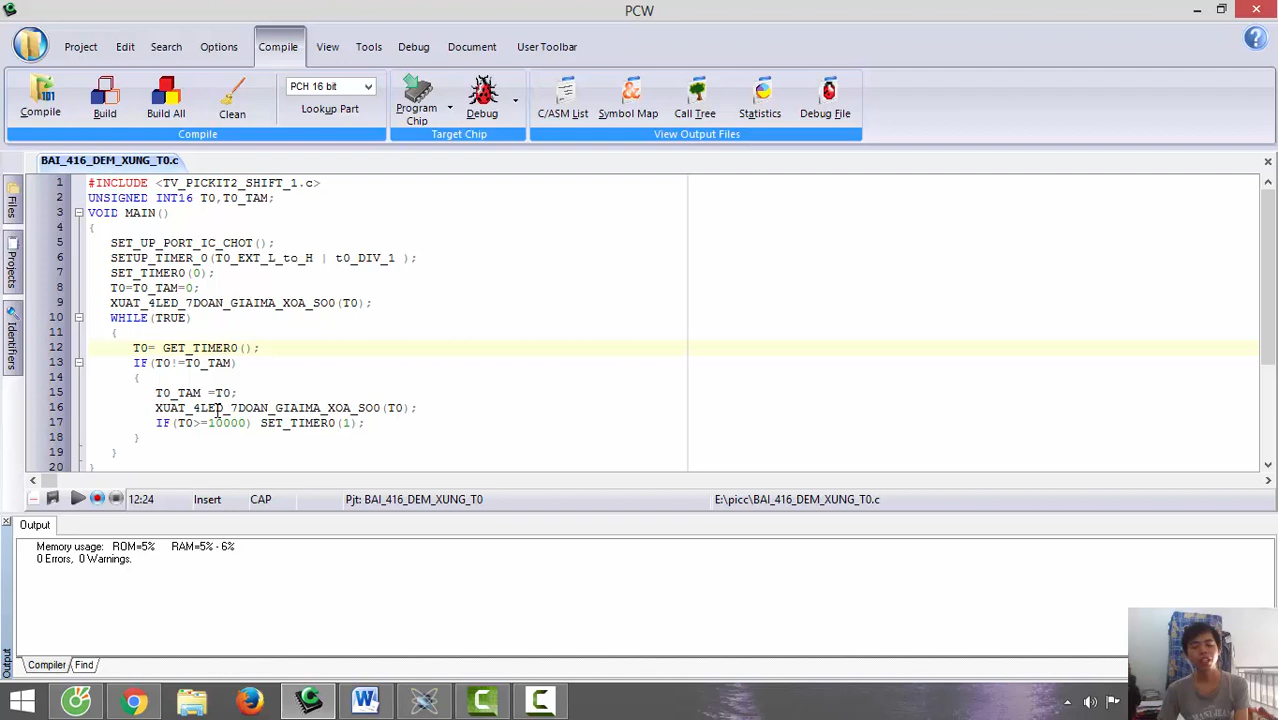 PCW
Project Edit Search Options Compile View Tools Debug Document User Toolbar
PCH 16 bit
Compile Build Build All Clean Lookup Part Program Chip Debug C/ASM List Symbol Map Call Tree Statistics Debug File
Compile Target Chip View Output Files
BAI_416_DEM_XUNG_T0.c
Files
Projects
Identifiers
1 #INCLUDE <TV_PICKIT2_SHIFT_1.c>
2 UNSIGNED INT16 T0,T0_TAM;
3 VOID MAIN()
4 {
5 SET_UP_PORT_IC_CHOT();
6 SETUP_TIMER_0(T0_EXT_L_to_H | t0_DIV_1 );
7 SET_TIMER0(0);
8 T0=T0_TAM=0;
9 XUAT_4LED_7DOAN_GIAIMA_XOA_SO0(T0);
10 WHILE(TRUE)
11 {
12 T0= GET_TIMER0();
13 IF(T0!=T0_TAM)
14 {
15 T0_TAM =T0;
16 XUAT_4LED_7DOAN_GIAIMA_XOA_SO0(T0);
17 IF(T0>=10000) SET_TIMER0(1);
18 }
19 }
20 }
12:24 Insert CAP Pjt: BAI_416_DEM_XUNG_T0 E:\picc\BAI_416_DEM_XUNG_T0.c
Output
Output
Memory usage: ROM=5% RAM=5% - 6%
0 Errors, 0 Warnings.
Compiler Find